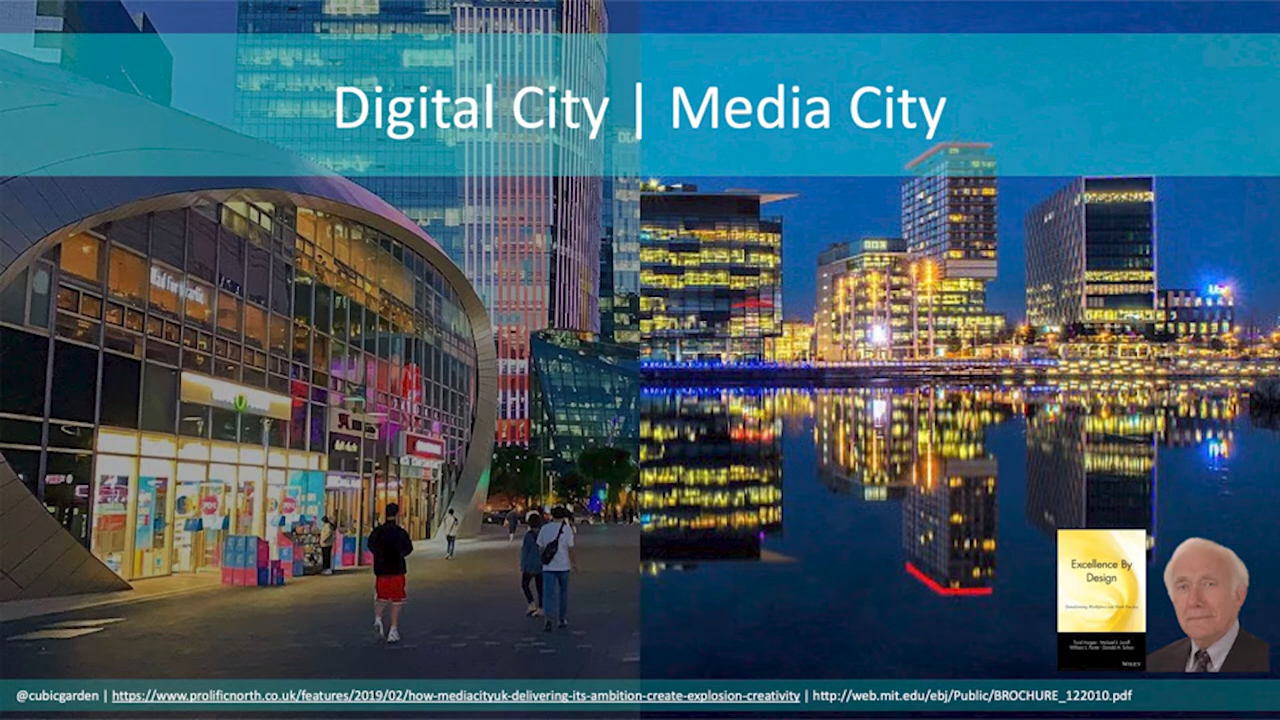 Digital City | Media City
Excellence By
Design
WILEY
@cubicgarden | https://www.prolificnorth.co.uk/features/2019/02/how-mediacityuk-delivering-its-ambition-create-explosion-creativity | http://web.mit.edu/ebj/Public/BROCHURE_122010.pdf